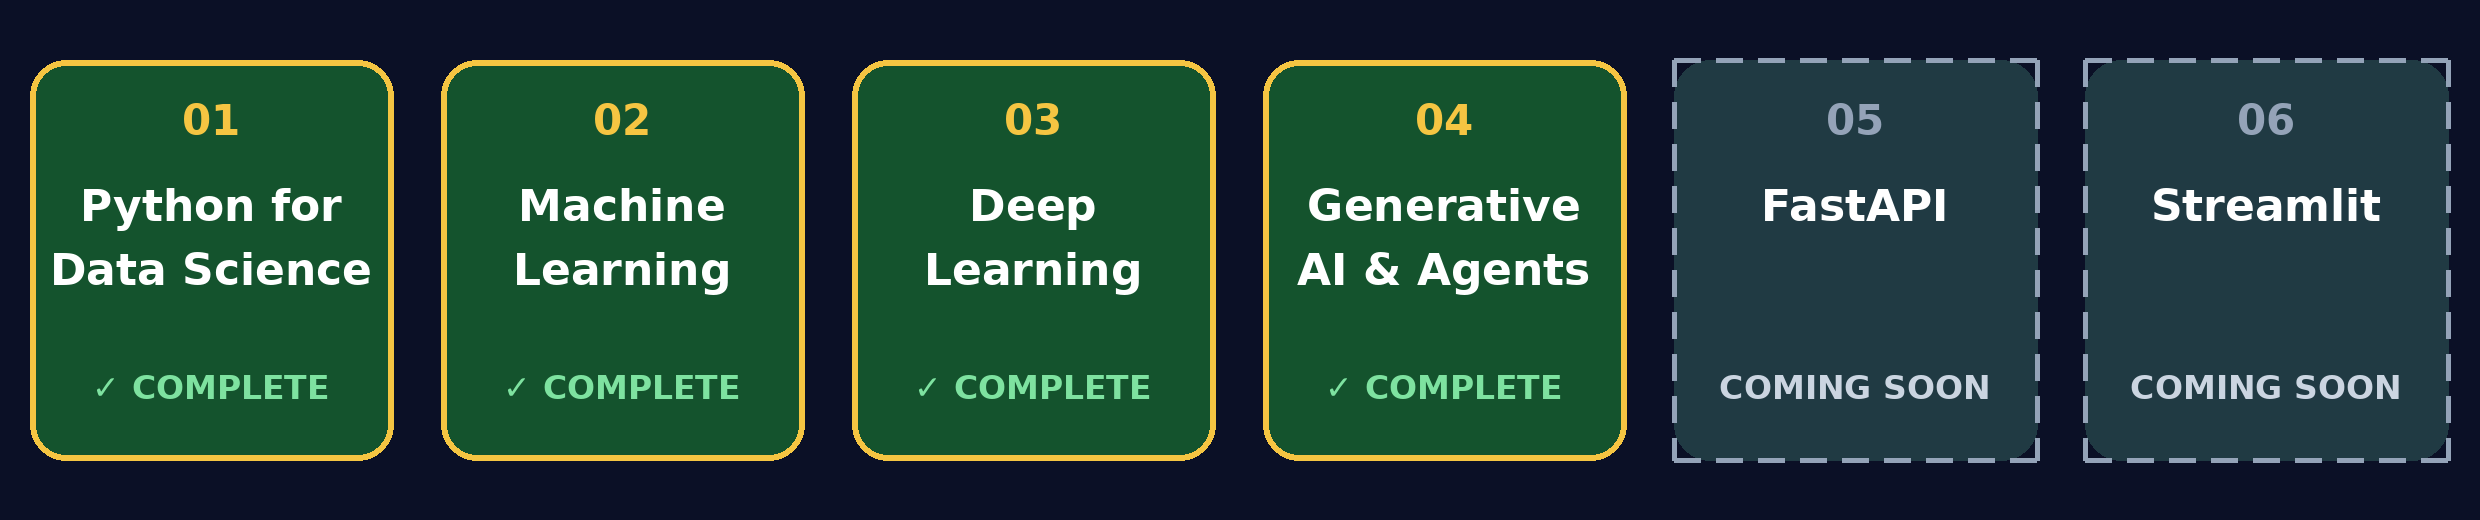 01
Python for
Data Science
✓ COMPLETE
02
Machine
Learning
✓ COMPLETE
03
Deep
Learning
✓ COMPLETE
04
Generative
AI & Agents
✓ COMPLETE
05
FastAPI
COMING SOON
06
Streamlit
COMING SOON